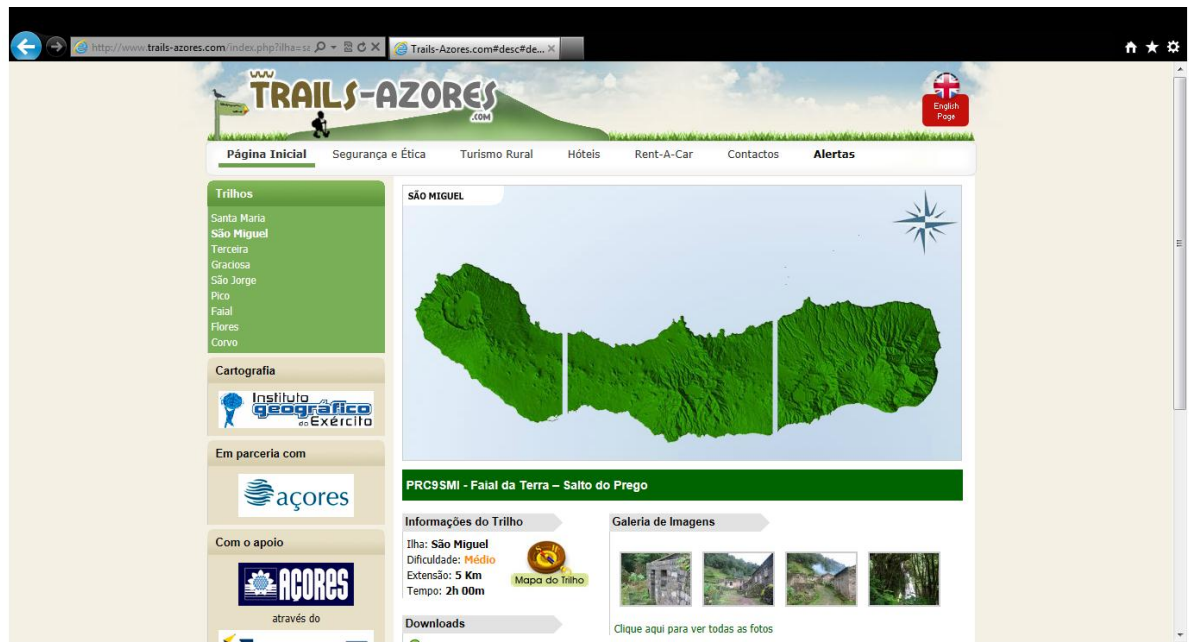 http://www.trails-azores.com/index.php?ilha=sa
Trails-Azores.com#desc#de...
TRAILS-AZORES
.COM
English
Page
Página Inicial Segurança e Ética Turismo Rural Hóteis Rent-A-Car Contactos Alertas
Trilhos
Santa Maria
São Miguel
Terceira
Graciosa
São Jorge
Pico
Faial
Flores
Corvo
Cartografia
Instituto
geográfico
do Exército
Em parceria com
açores
Com o apoio
AÇORES
através do
SÃO MIGUEL
PRC9SMI - Faial da Terra – Salto do Prego
Informações do Trilho
Ilha: São Miguel
Dificuldade: Médio
Extensão: 5 Km
Tempo: 2h 00m
Mapa do Trilho
Downloads
Galeria de Imagens
Clique aqui para ver todas as fotos